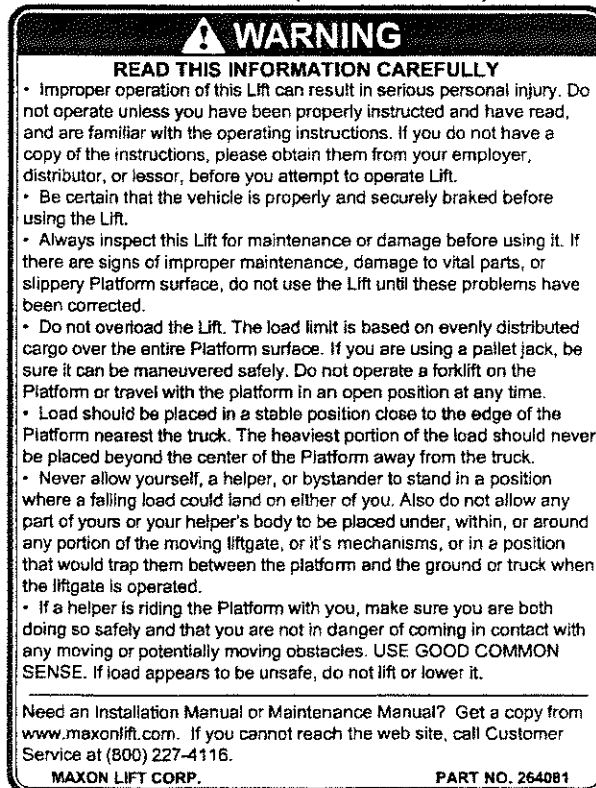 WARNING
READ THIS INFORMATION CAREFULLY
• Improper operation of this Lift can result in serious personal injury. Do
not operate unless you have been properly instructed and have read,
and are familiar with the operating instructions. If you do not have a
copy of the instructions, please obtain them from your employer,
distributor, or lessor, before you attempt to operate Lift.
• Be certain that the vehicle is properly and securely braked before
using the Lift.
• Always inspect this Lift for maintenance or damage before using it. If
there are signs of improper maintenance, damage to vital parts, or
slippery Platform surface, do not use the Lift until these problems have
been corrected.
• Do not overload the Lift. The load limit is based on evenly distributed
cargo over the entire Platform surface. If you are using a pallet jack, be
sure it can be maneuvered safely. Do not operate a forklift on the
Platform or travel with the platform in an open position at any time.
• Load should be placed in a stable position close to the edge of the
Platform nearest the truck. The heaviest portion of the load should never
be placed beyond the center of the Platform away from the truck.
• Never allow yourself, a helper, or bystander to stand in a position
where a falling load could land on either of you. Also do not allow any
part of yours or your helper's body to be placed under, within, or around
any portion of the moving liftgate, or it's mechanisms, or in a position
that would trap them between the platform and the ground or truck when
the liftgate is operated.
• If a helper is riding the Platform with you, make sure you are both
doing so safely and that you are not in danger of coming in contact with
any moving or potentially moving obstacles. USE GOOD COMMON
SENSE. If load appears to be unsafe, do not lift or lower it.
Need an Installation Manual or Maintenance Manual? Get a copy from
www.maxonlift.com. If you cannot reach the web site, call Customer
Service at (800) 227-4116.
MAXON LIFT CORP. PART NO. 264081